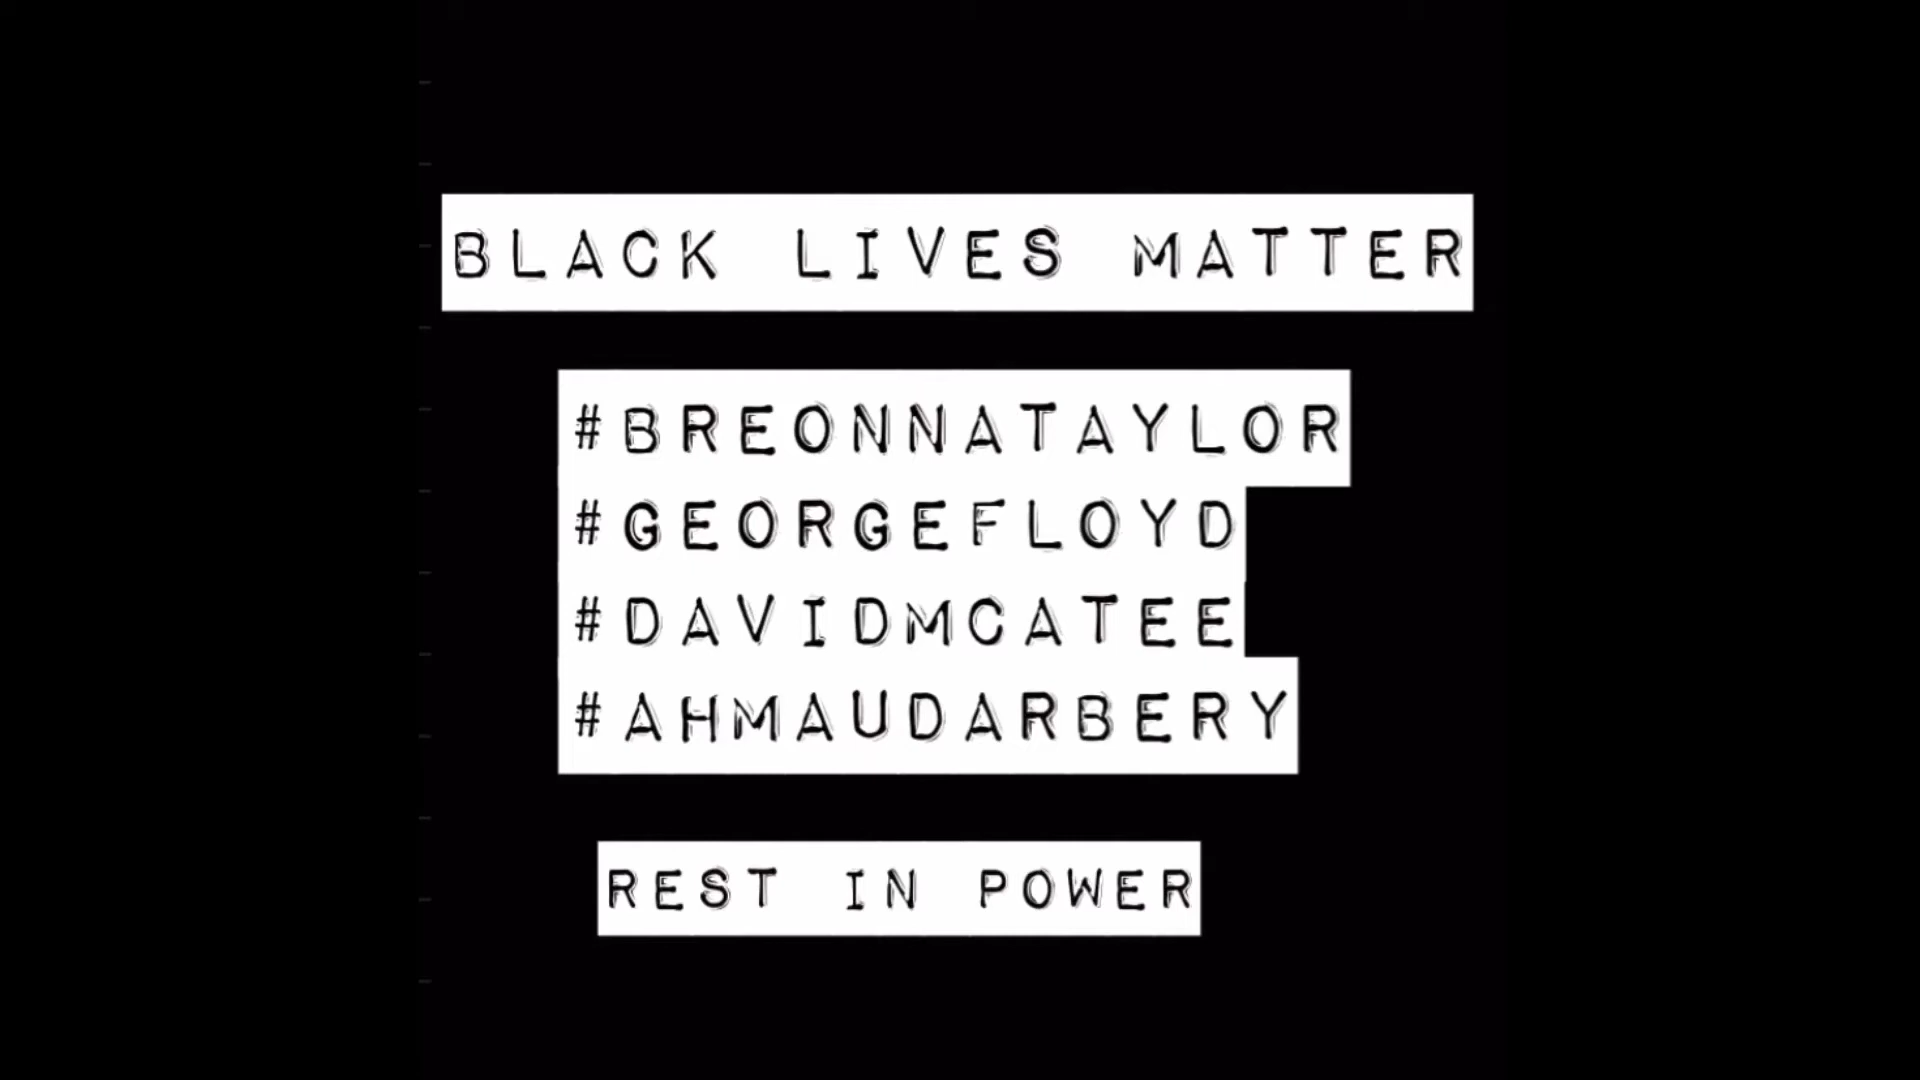 BLACK LIVES MATTER
#BREONNATAYLOR
#GEORGEFLOYD
#DAVIDMCATEE
#AHMAUDARBERY
REST IN POWER